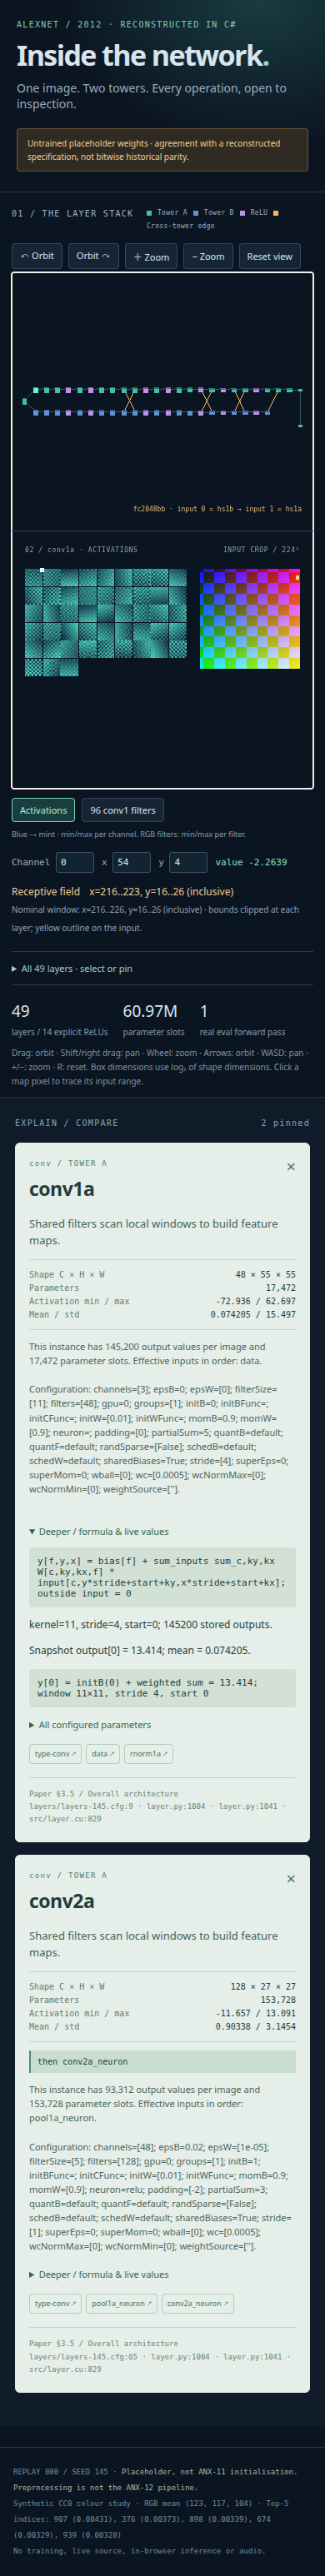 ALEXNET / 2012 · RECONSTRUCTED IN C#
Inside the network.
One image. Two towers. Every operation, open to
inspection.
Untrained placeholder weights · agreement with a reconstructed
specification, not bitwise historical parity.
01 / THE LAYER STACK
Tower A Tower B ReLU
Cross-tower edge
↶ Orbit Orbit ↷ + Zoom − Zoom Reset view
fc2048bb · input 0 = hs1b → input 1 = hs1a
02 / conv1a · ACTIVATIONS INPUT CROP / 224²
Activations 96 conv1 filters
Blue → mint · min/max per channel. RGB filters: min/max per filter.
Channel 0 x 54 y 4 value -2.2639
Receptive field x=216..223, y=16..26 (inclusive)
Nominal window: x=216..226, y=16..26 (inclusive) · bounds clipped at each
layer; yellow outline on the input.
▶ All 49 layers · select or pin
49 60.97M 1
layers / 14 explicit ReLUs parameter slots real eval forward pass
Drag: orbit · Shift/right drag: pan · Wheel: zoom · Arrows: orbit · WASD: pan ·
+/−: zoom · R: reset. Box dimensions use log₂ of shape dimensions. Click a
map pixel to trace its input range.
EXPLAIN / COMPARE 2 pinned
conv / TOWER A ×
conv1a
Shared filters scan local windows to build feature
maps.
Shape C × H × W 48 × 55 × 55
Parameters 17,472
Activation min / max -72.936 / 62.697
Mean / std 0.074205 / 15.497
This instance has 145,200 output values per image and
17,472 parameter slots. Effective inputs in order: data.
Configuration: channels=[3]; epsB=0; epsW=[0]; filterSize=
[11]; filters=[48]; gpu=0; groups=[1]; initB=0; initBFunc=;
initCFunc=; initW=[0.01]; initWFunc=; momB=0.9; momW=
[0.9]; neuron=; padding=[0]; partialSum=5; quantB=default;
quantF=default; randSparse=[False]; schedB=default;
schedW=default; sharedBiases=True; stride=[4]; superEps=0;
superMom=0; wball=[0]; wc=[0.0005]; wcNormMax=[0];
wcNormMin=[0]; weightSource=[''].
▼ Deeper / formula & live values
y[f,y,x] = bias[f] + sum_inputs sum_c,ky,kx
W[c,ky,kx,f] *
input[c,y*stride+start+ky,x*stride+start+kx];
outside input = 0
kernel=11, stride=4, start=0; 145200 stored outputs.
Snapshot output[0] = 13.414; mean = 0.074205.
y[0] = initB(0) + weighted sum = 13.414;
window 11×11, stride 4, start 0
▶ All configured parameters
type-conv ↗ data ↗ rnorm1a ↗
Paper §3.5 / Overall architecture
layers/layers-145.cfg:9 · layer.py:1004 · layer.py:1041 ·
src/layer.cu:829
conv / TOWER A ×
conv2a
Shared filters scan local windows to build feature
maps.
Shape C × H × W 128 × 27 × 27
Parameters 153,728
Activation min / max -11.657 / 13.091
Mean / std 0.90338 / 3.1454
then conv2a_neuron
This instance has 93,312 output values per image and
153,728 parameter slots. Effective inputs in order:
pool1a_neuron.
Configuration: channels=[48]; epsB=0.02; epsW=[1e-05];
filterSize=[5]; filters=[128]; gpu=0; groups=[1]; initB=1;
initBFunc=; initCFunc=; initW=[0.01]; initWFunc=; momB=0.9;
momW=[0.9]; neuron=relu; padding=[-2]; partialSum=3;
quantB=default; quantF=default; randSparse=[False];
schedB=default; schedW=default; sharedBiases=True; stride=
[1]; superEps=0; superMom=0; wball=[0]; wc=[0.0005];
wcNormMax=[0]; wcNormMin=[0]; weightSource=[''].
▶ Deeper / formula & live values
type-conv ↗ pool1a_neuron ↗ conv2a_neuron ↗
Paper §3.5 / Overall architecture
layers/layers-145.cfg:65 · layer.py:1004 · layer.py:1041 ·
src/layer.cu:829
REPLAY 000 / SEED 145 · Placeholder, not ANX-11 initialisation.
Preprocessing is not the ANX-12 pipeline.
Synthetic CC0 colour study · RGB mean (123, 117, 104) · Top-5
indices: 907 (0.00431), 376 (0.00373), 898 (0.00339), 674
(0.00329), 939 (0.00328)
No training, live source, in-browser inference or audio.